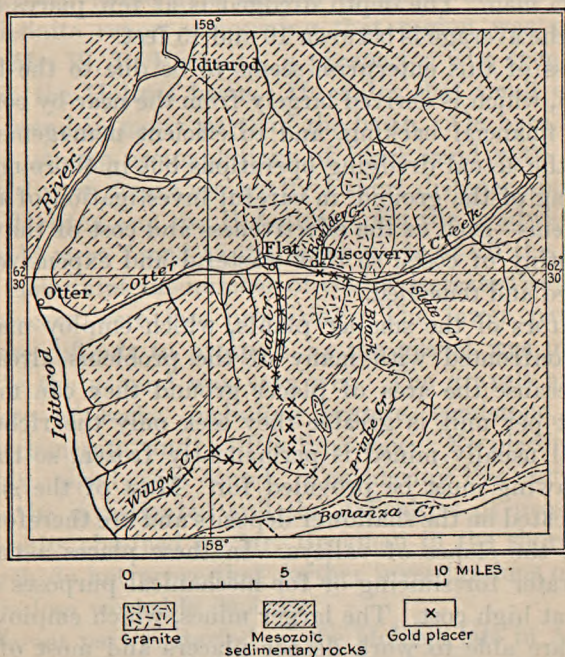 158°
Iditarod
River
Boulder C.
Flat
Discovery
Creek
62°
30
62°
30
Otter
Otter
Flat Cr.
Slate Cr.
Black Cr.
Iditarod
Prince Cr.
Willow Cr.
Bonanza Cr.
158°
0 5 10 MILES
Granite
Mesozoic
sedimentary rocks
Gold placer